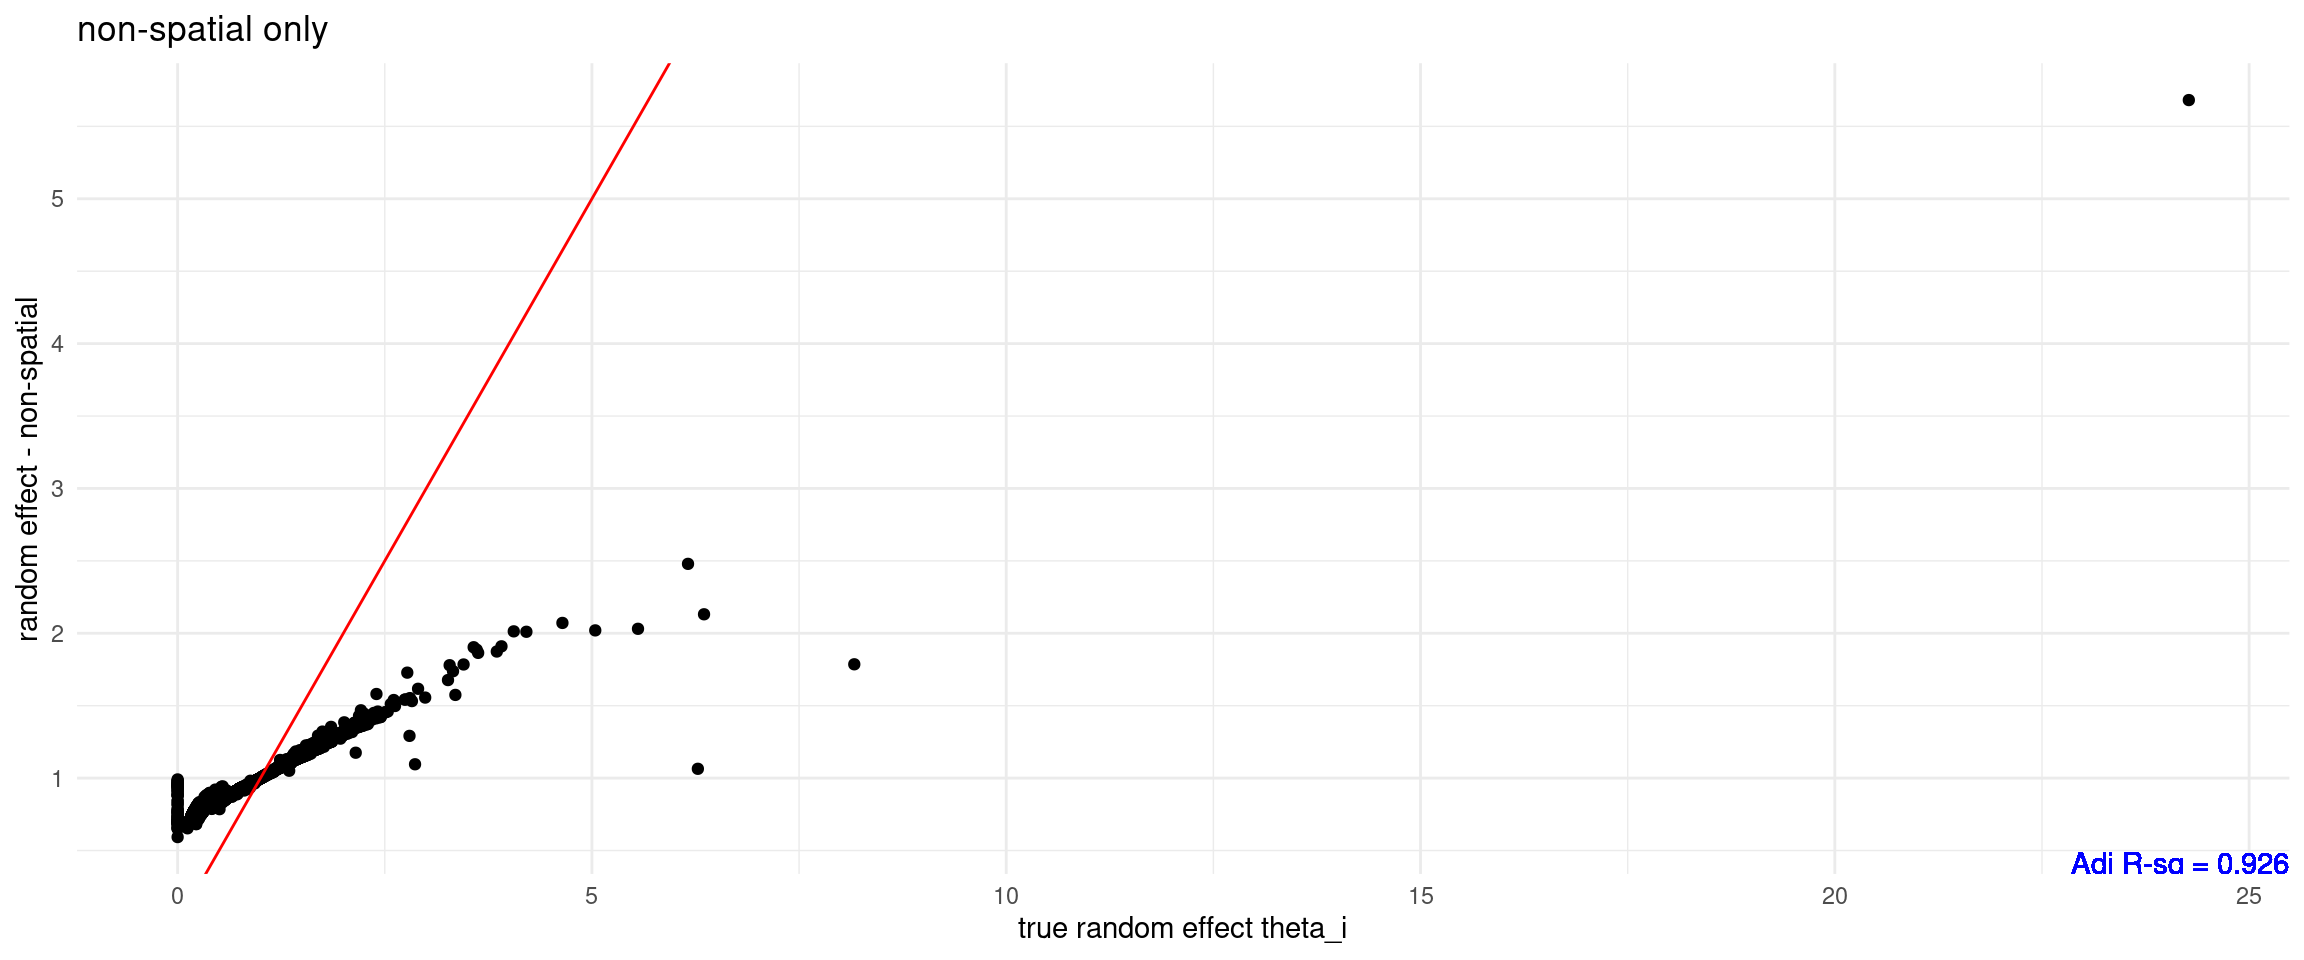 non-spatial only
random effect - non-spatial
5
4
3
2
1
0
5
10
15
20
25
true random effect theta_i
Adj R-sq = 0.926